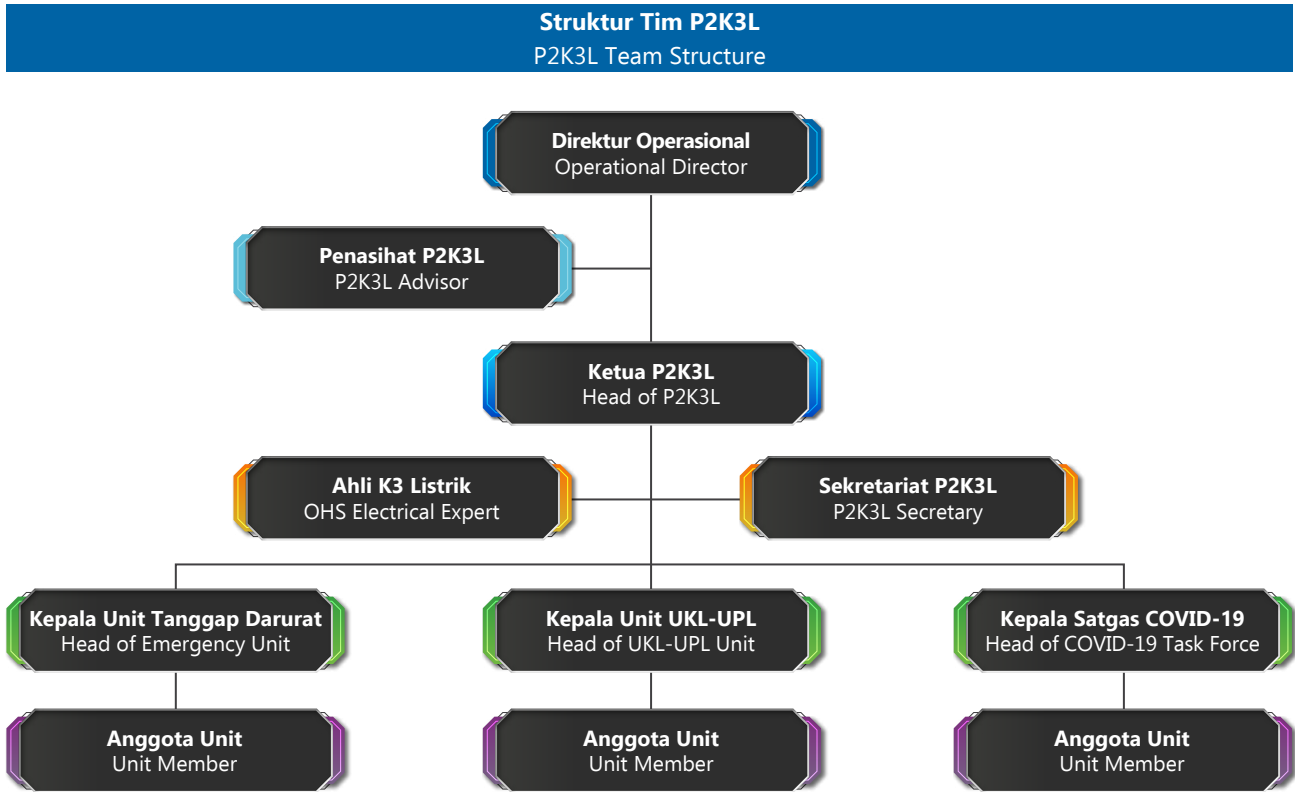 Struktur Tim P2K3L
P2K3L Team Structure
Direktur Operasional
Operational Director
Penasihat P2K3L
P2K3L Advisor
Ketua P2K3L
Head of P2K3L
Ahli K3 Listrik
OHS Electrical Expert
Sekretariat P2K3L
P2K3L Secretary
Kepala Unit Tanggap Darurat
Head of Emergency Unit
Kepala Unit UKL-UPL
Head of UKL-UPL Unit
Kepala Satgas COVID-19
Head of COVID-19 Task Force
Anggota Unit
Unit Member
Anggota Unit
Unit Member
Anggota Unit
Unit Member